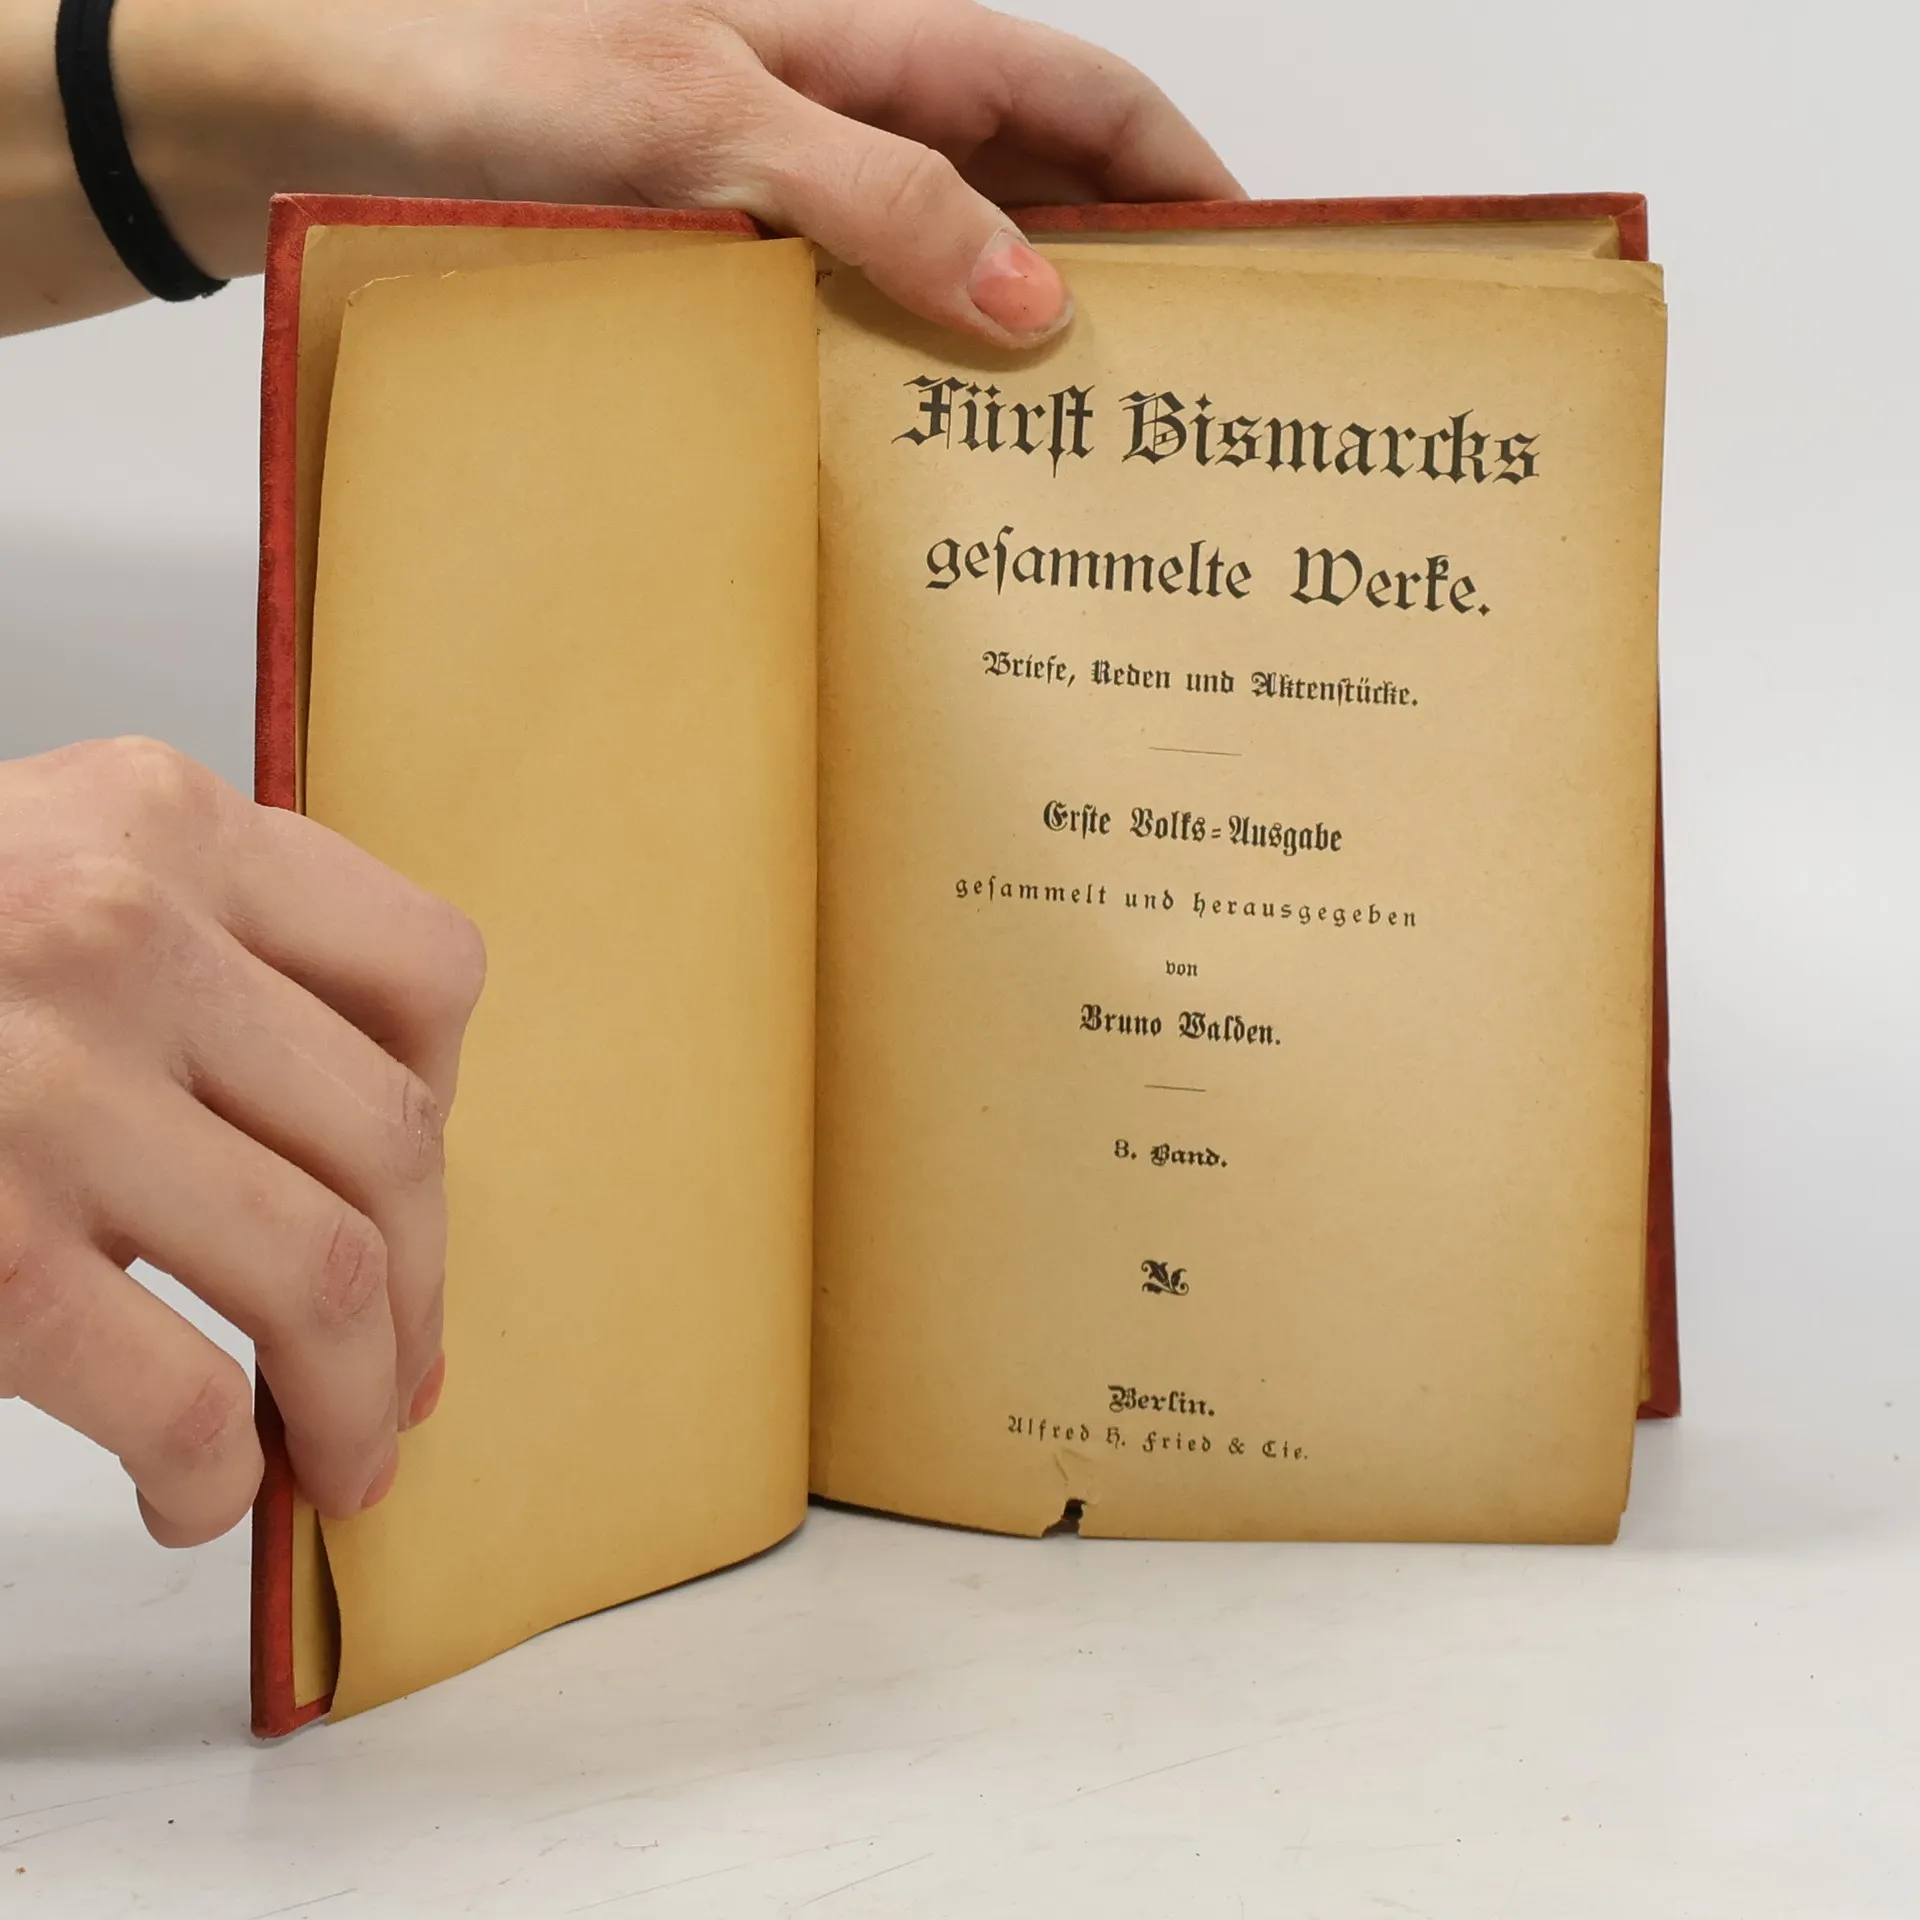 Fürſt Bismarcks
geſammelte Werke.
Briefe, Reden und Aktenſtücke.
Erſte Volks=Ausgabe
geſammelt und herausgegeben
von
Bruno Walden.
3. Band.
Berlin.
Alfred H. Fried & Cie.